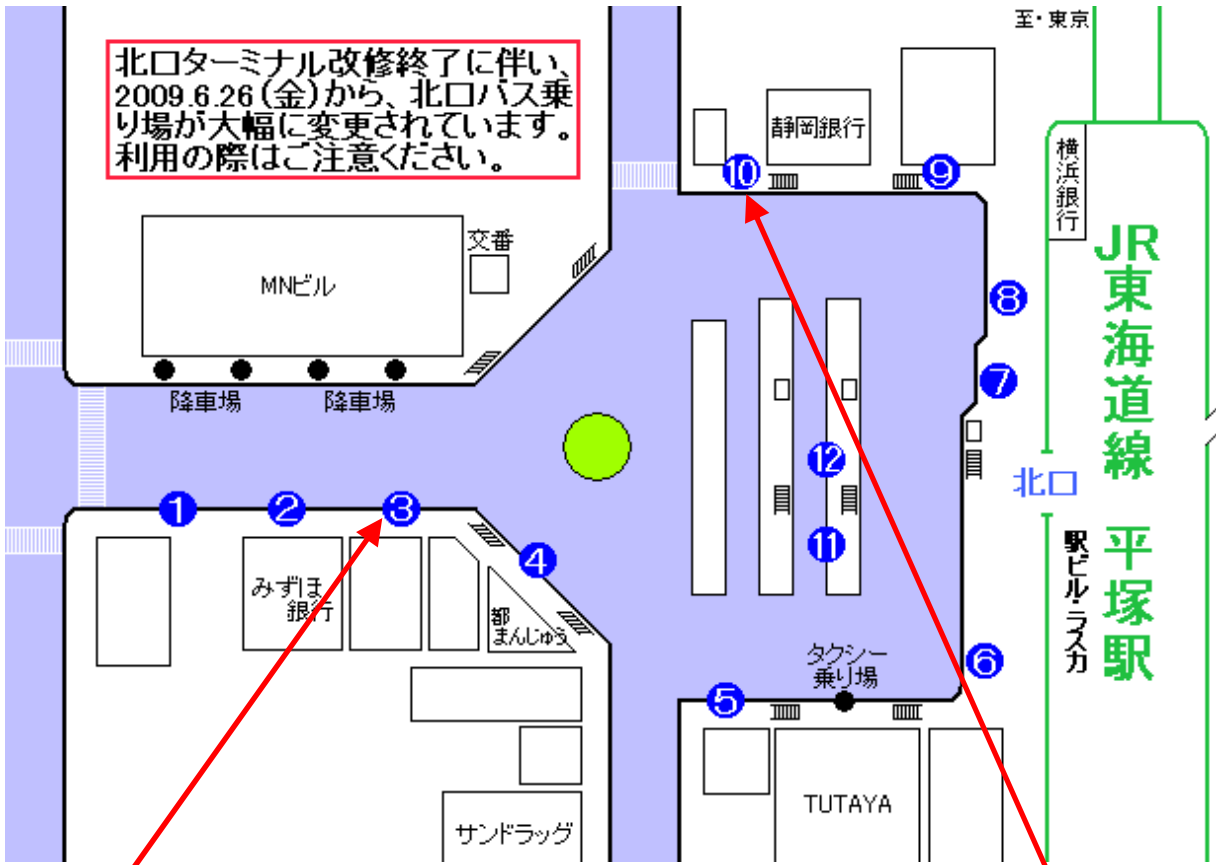 至・東京
北口ターミナル改修終了に伴い、
2009.6.26(金)から、北口バス乗
り場が大幅に変更されています。
利用の際はご注意ください。
静岡銀行
⑩
⑨
横浜銀行
交番
MNビル
⑧
⑦
降車場
降車場
JR東海道線 平塚駅
⑫
北口
①
②
③
⑪
④
みずほ
銀行
都
まんじゅう
駅ビル・ラスカ
タクシー
乗り場
⑥
⑤
TUTAYA
サンドラッグ